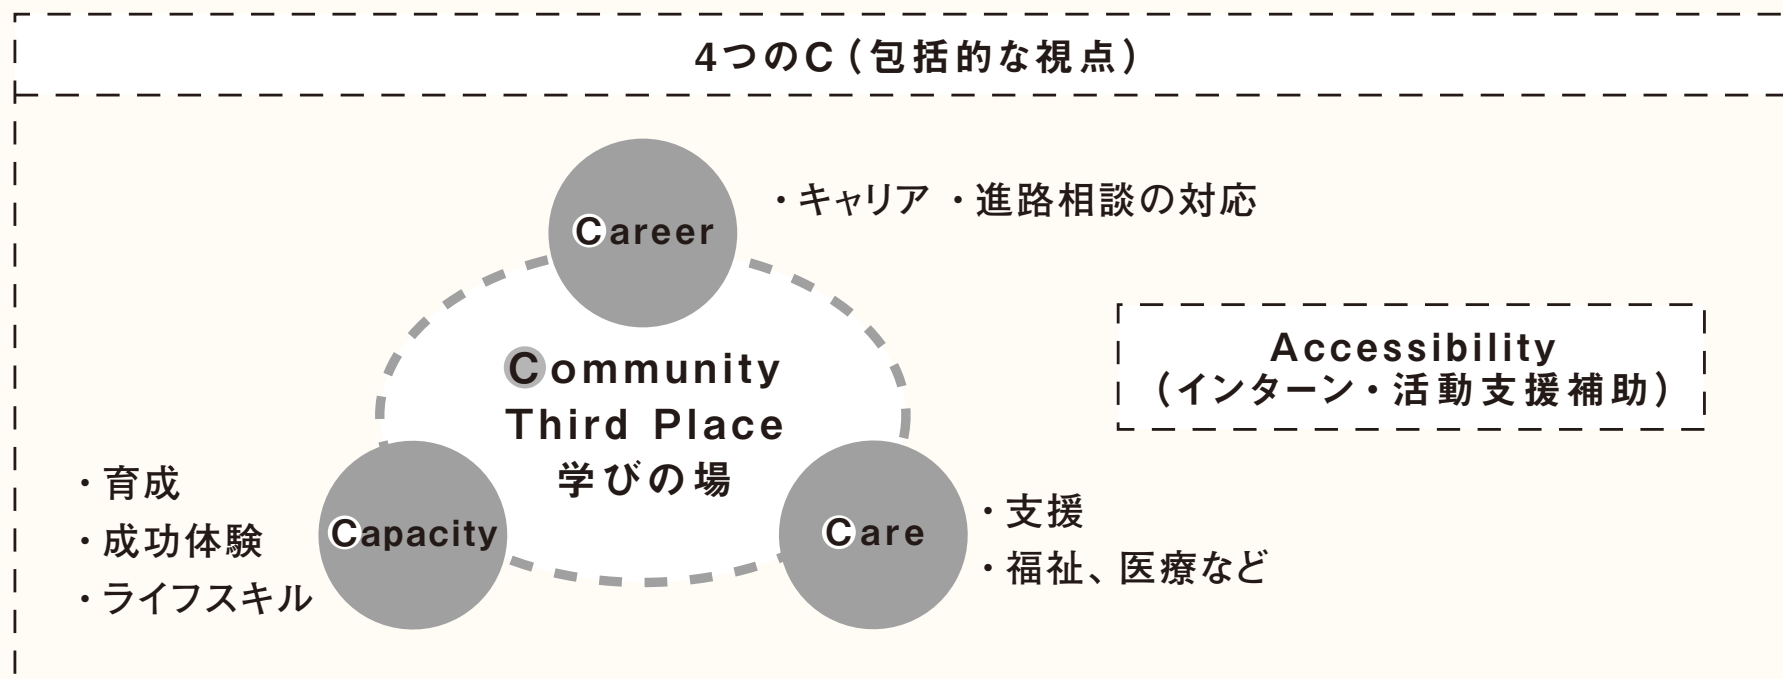 4つのC（包括的な視点）
Career
・キャリア ・進路相談の対応
Community
Third Place
学びの場
Accessibility
（インターン・活動支援補助）
Capacity
・育成
・成功体験
・ライフスキル
Care
・支援
・福祉、医療など